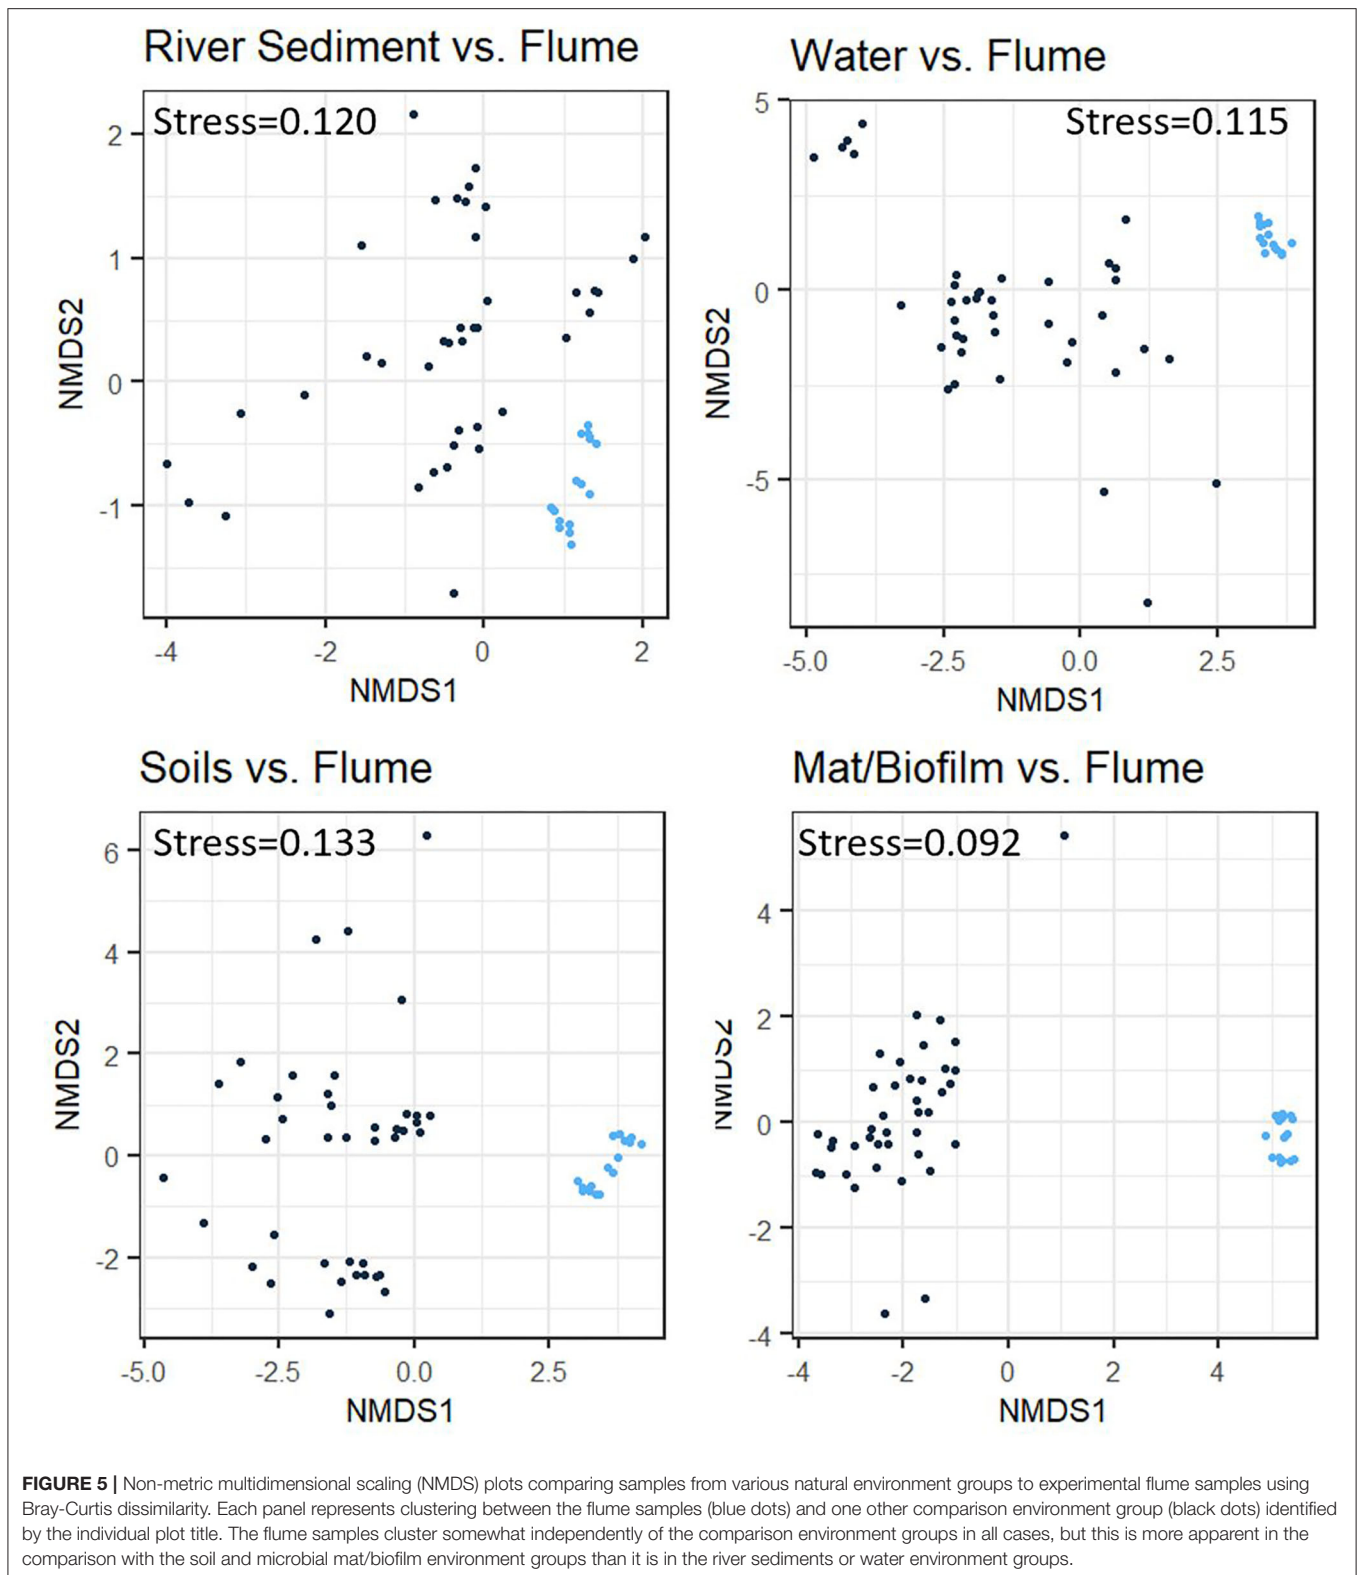 River Sediment vs. Flume
Stress=0.120
2
1
0
-1
NMDS2
-4
-2
0
2
NMDS1
Water vs. Flume
Stress=0.115
5
0
-5
NMDS2
-5.0
-2.5
0.0
2.5
NMDS1
Soils vs. Flume
Stress=0.133
6
4
2
0
-2
NMDS2
-5.0
-2.5
0.0
2.5
NMDS1
Mat/Biofilm vs. Flume
Stress=0.092
4
2
0
-2
-4
NMDS2
-4
-2
0
2
4
NMDS1
FIGURE 5 | Non-metric multidimensional scaling (NMDS) plots comparing samples from various natural environment groups to experimental flume samples using
Bray-Curtis dissimilarity. Each panel represents clustering between the flume samples (blue dots) and one other comparison environment group (black dots) identified
by the individual plot title. The flume samples cluster somewhat independently of the comparison environment groups in all cases, but this is more apparent in the
comparison with the soil and microbial mat/biofilm environment groups than it is in the river sediments or water environment groups.